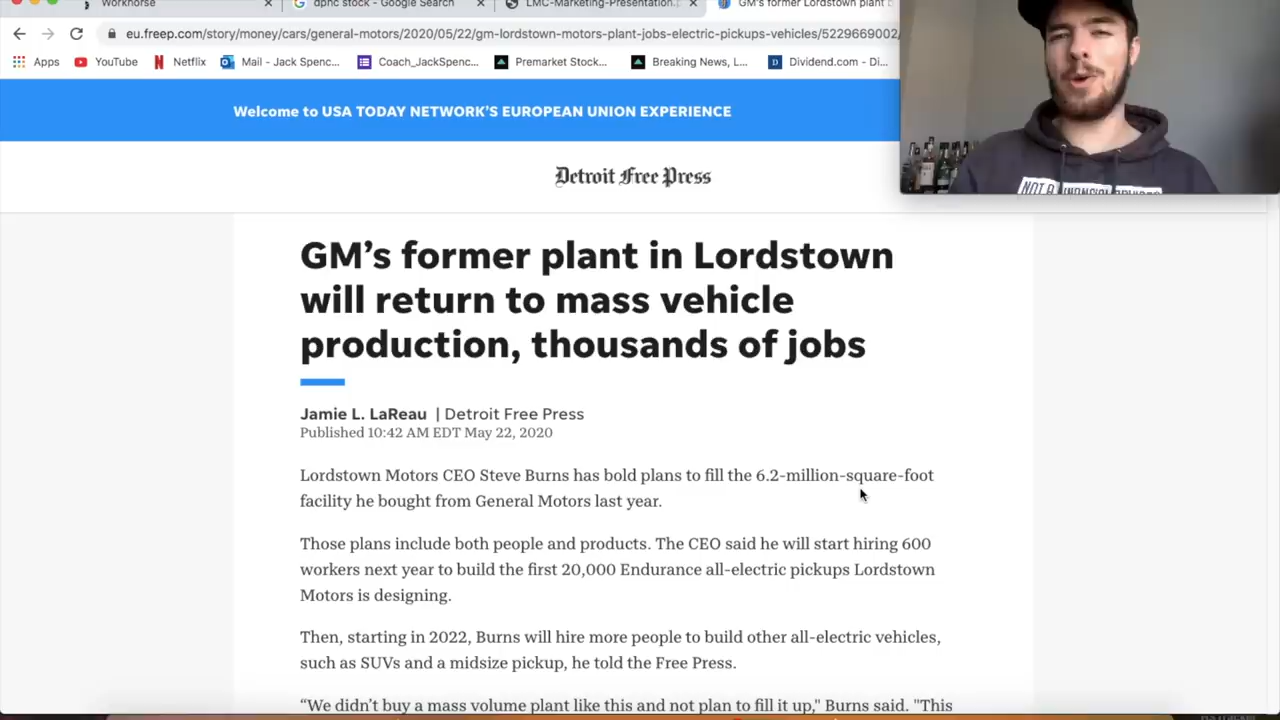 Workhorse
dphc stock - Google Search
LMC-Marketing-Presentation.p
GM's former Lordstown plant b
eu.freep.com/story/money/cars/general-motors/2020/05/22/gm-lordstown-motors-plant-jobs-electric-pickups-vehicles/5229669002/
Apps
YouTube
Netflix
Mail - Jack Spenc...
Coach_JackSpenc...
Premarket Stock...
Breaking News, L...
Dividend.com - Di...
Welcome to USA TODAY NETWORK'S EUROPEAN UNION EXPERIENCE
Detroit Free Press
GM's former plant in Lordstown
will return to mass vehicle
production, thousands of jobs
Jamie L. LaReau | Detroit Free Press
Published 10:42 AM EDT May 22, 2020
Lordstown Motors CEO Steve Burns has bold plans to fill the 6.2-million-square-foot
facility he bought from General Motors last year.
Those plans include both people and products. The CEO said he will start hiring 600
workers next year to build the first 20,000 Endurance all-electric pickups Lordstown
Motors is designing.
Then, starting in 2022, Burns will hire more people to build other all-electric vehicles,
such as SUVs and a midsize pickup, he told the Free Press.
“We didn't buy a mass volume plant like this and not plan to fill it up," Burns said. "This
NOT A